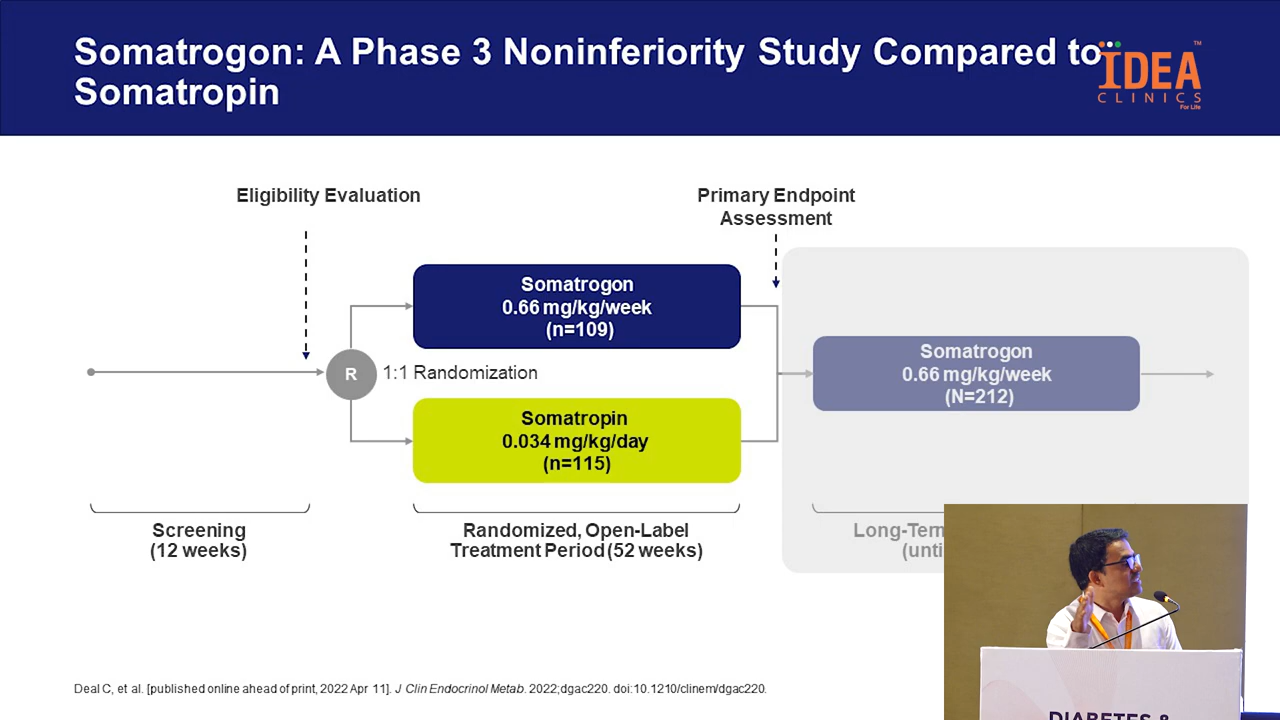 Somatrogon: A Phase 3 Noninferiority Study Compared to
Somatropin
IDEA
CLINICS
For Life
TM
Eligibility Evaluation
Primary Endpoint
Assessment
Somatrogon
0.66 mg/kg/week
(n=109)
R
1:1 Randomization
Somatropin
0.034 mg/kg/day
(n=115)
Somatrogon
0.66 mg/kg/week
(N=212)
Screening
(12 weeks)
Randomized, Open-Label
Treatment Period (52 weeks)
Deal C, et al. [published online ahead of print, 2022 Apr 11]. J Clin Endocrinol Metab. 2022;dgac220. doi:10.1210/clinem/dgac220.
DIABETES &